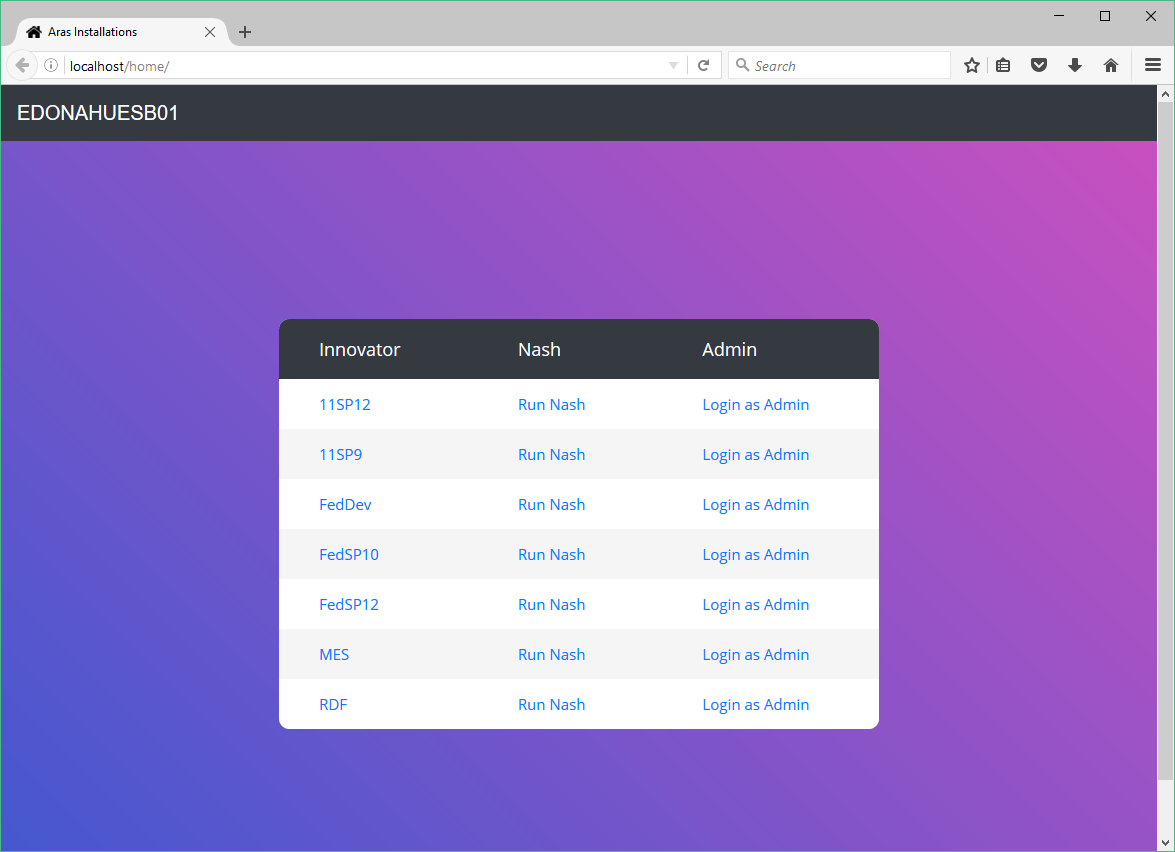 Aras Installations
localhost/home/
Search
EDONAHUESB01
Innovator Nash Admin
11SP12 Run Nash Login as Admin
11SP9 Run Nash Login as Admin
FedDev Run Nash Login as Admin
FedSP10 Run Nash Login as Admin
FedSP12 Run Nash Login as Admin
MES Run Nash Login as Admin
RDF Run Nash Login as Admin